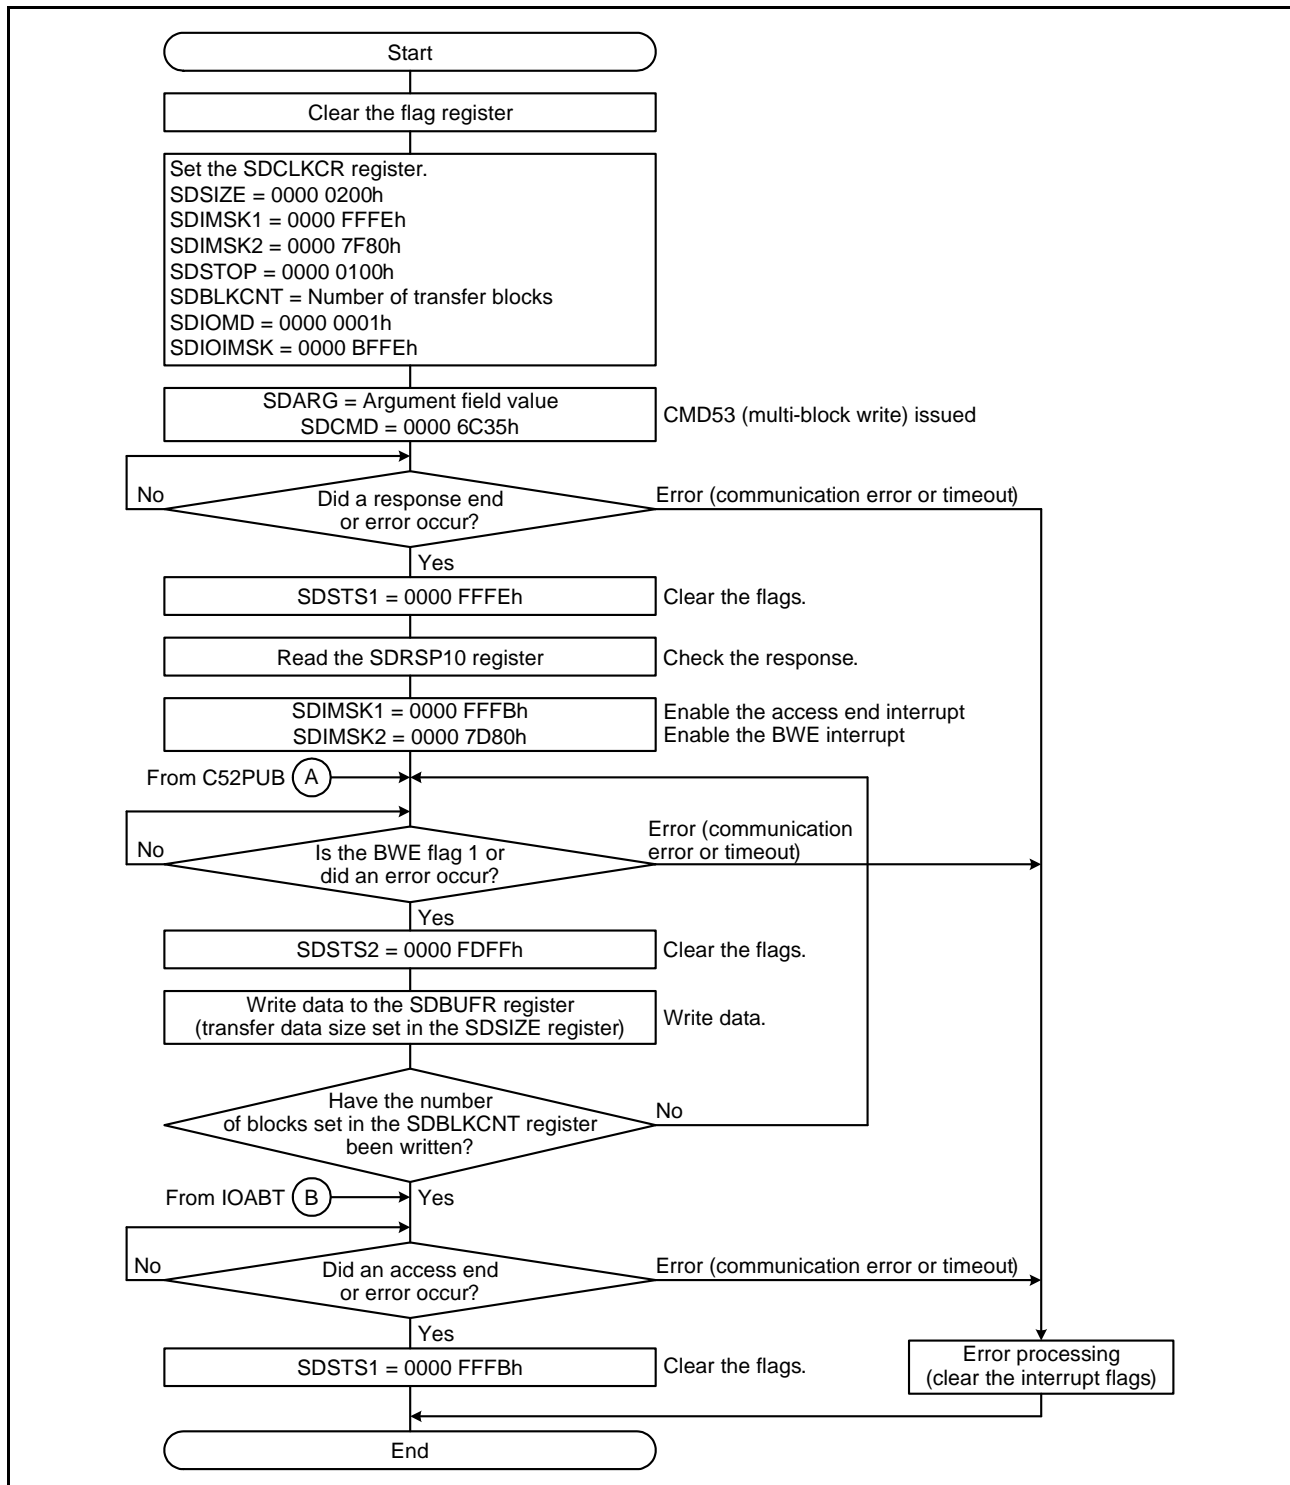 Start
Clear the flag register
Set the SDCLKCR register.
SDSIZE = 0000 0200h
SDIMSK1 = 0000 FFFEh
SDIMSK2 = 0000 7F80h
SDSTOP = 0000 0100h
SDBLKCNT = Number of transfer blocks
SDIOMD = 0000 0001h
SDIOIMSK = 0000 BFFEh
SDARG = Argument field value
SDCMD = 0000 6C35h
CMD53 (multi-block write) issued
No
Did a response end
or error occur?
Error (communication error or timeout)
Yes
SDSTS1 = 0000 FFFEh
Clear the flags.
Read the SDRSP10 register
Check the response.
SDIMSK1 = 0000 FFFBh
SDIMSK2 = 0000 7D80h
Enable the access end interrupt
Enable the BWE interrupt
From C52PUB A
No
Is the BWE flag 1 or
did an error occur?
Error (communication
error or timeout)
Yes
SDSTS2 = 0000 FDFFh
Clear the flags.
Write data to the SDBUFR register
(transfer data size set in the SDSIZE register)
Write data.
Have the number
of blocks set in the SDBLKCNT register
been written?
No
From IOABT B
Yes
No
Did an access end
or error occur?
Error (communication error or timeout)
Yes
SDSTS1 = 0000 FFFBh
Clear the flags.
Error processing
(clear the interrupt flags)
End